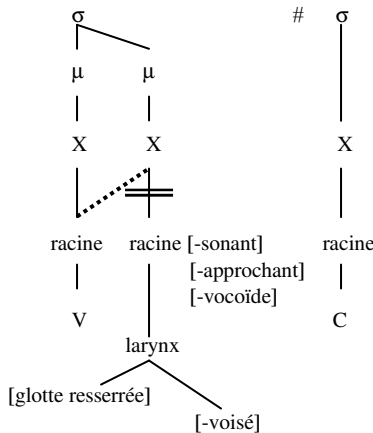 σ # σ
μ μ
X X X
racine racine [-sonant] racine
[-approchant]
[-vocoïde]
V C
larynx
[glotte resserrée]
[-voisé]